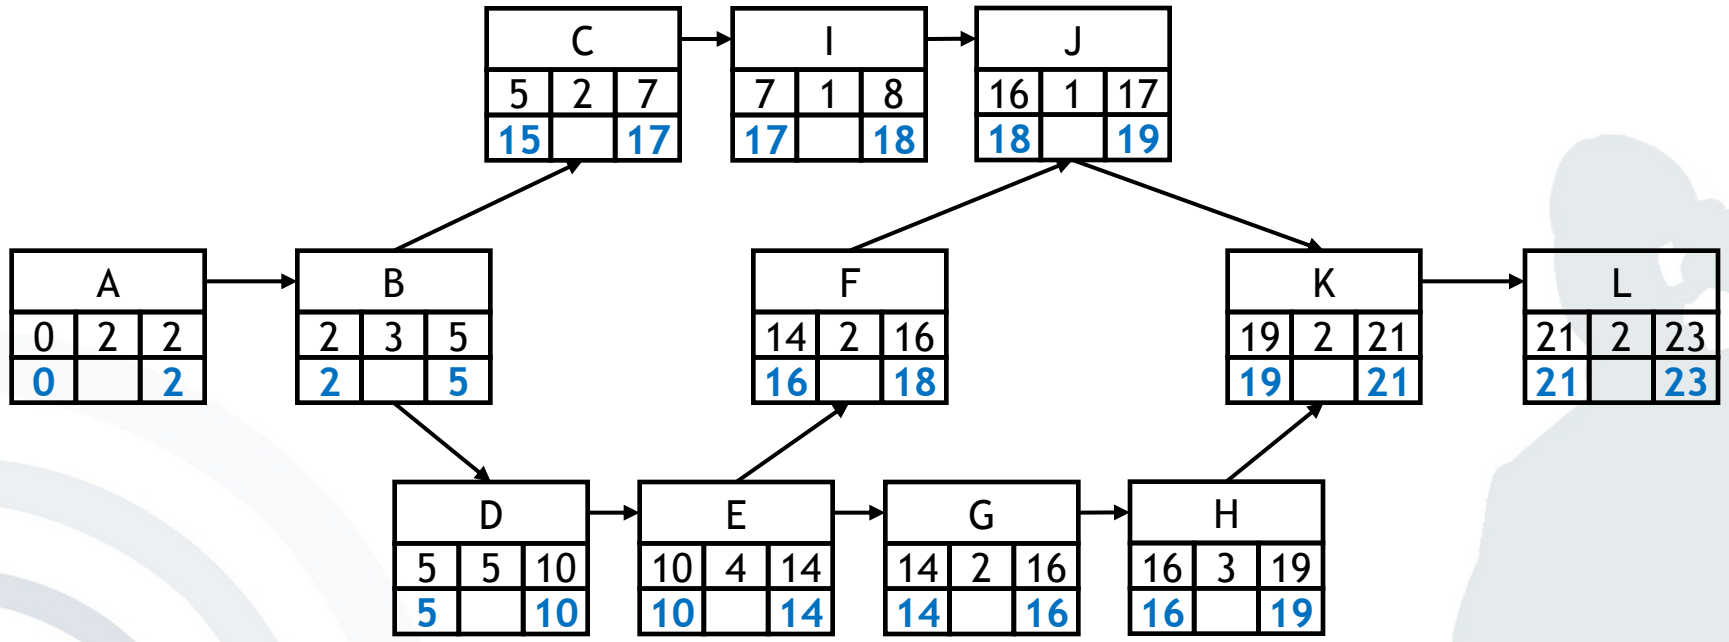 C
5 2 7
15 17
I
7 1 8
17 18
J
16 1 17
18 19
A
0 2 2
0 2
B
2 3 5
2 5
F
14 2 16
16 18
K
19 2 21
19 21
L
21 2 23
21 23
D
5 5 10
5 10
E
10 4 14
10 14
G
14 2 16
14 16
H
16 3 19
16 19